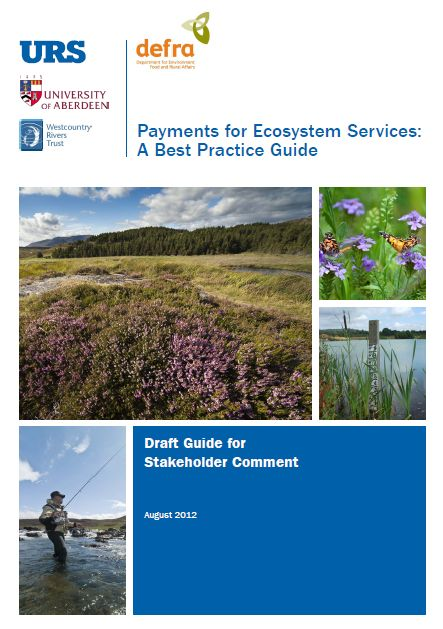 URS
defra
Department for Environment
Food and Rural Affairs
1495
UNIVERSITY
OF ABERDEEN
Westcountry
Rivers
Trust
Payments for Ecosystem Services:
A Best Practice Guide
Draft Guide for
Stakeholder Comment
August 2012